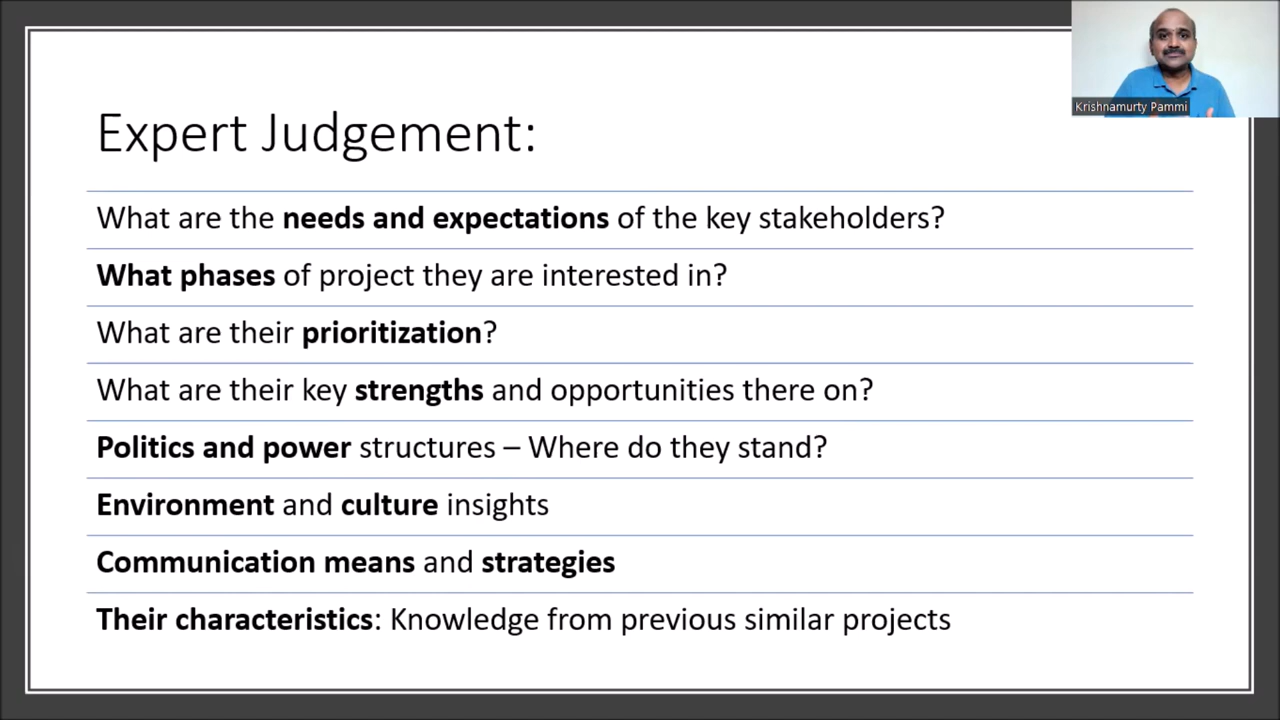 Expert Judgement:
What are the needs and expectations of the key stakeholders?
What phases of project they are interested in?
What are their prioritization?
What are their key strengths and opportunities there on?
Politics and power structures – Where do they stand?
Environment and culture insights
Communication means and strategies
Their characteristics: Knowledge from previous similar projects
Krishnamurty Pammi